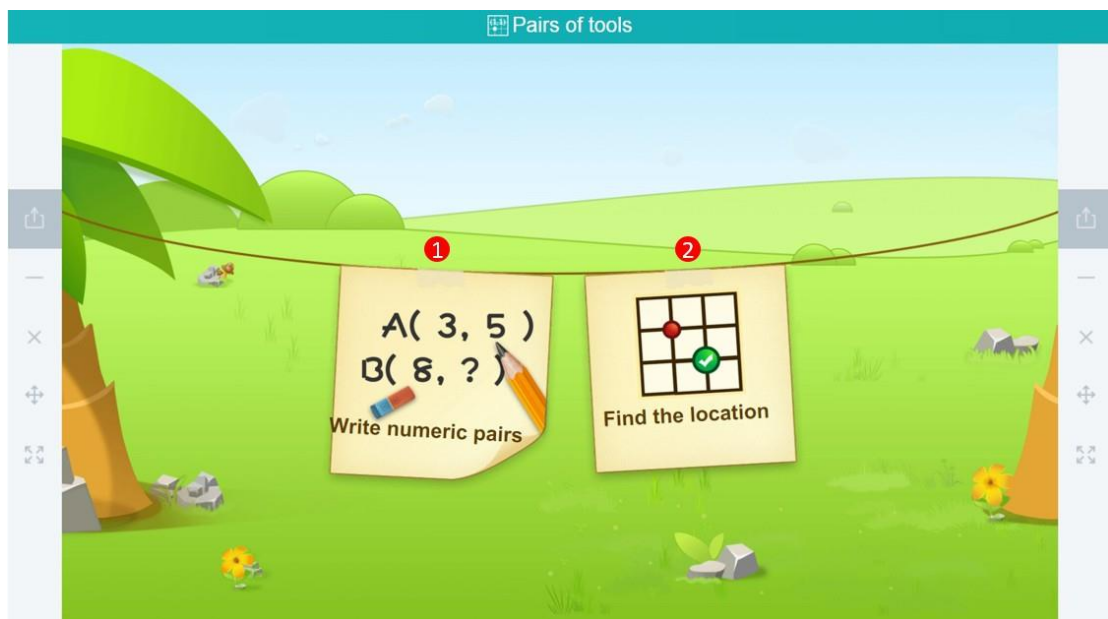 Pairs of tools
1
2
A( 3, 5 )
B( 8, ? )
Write numeric pairs
Find the location